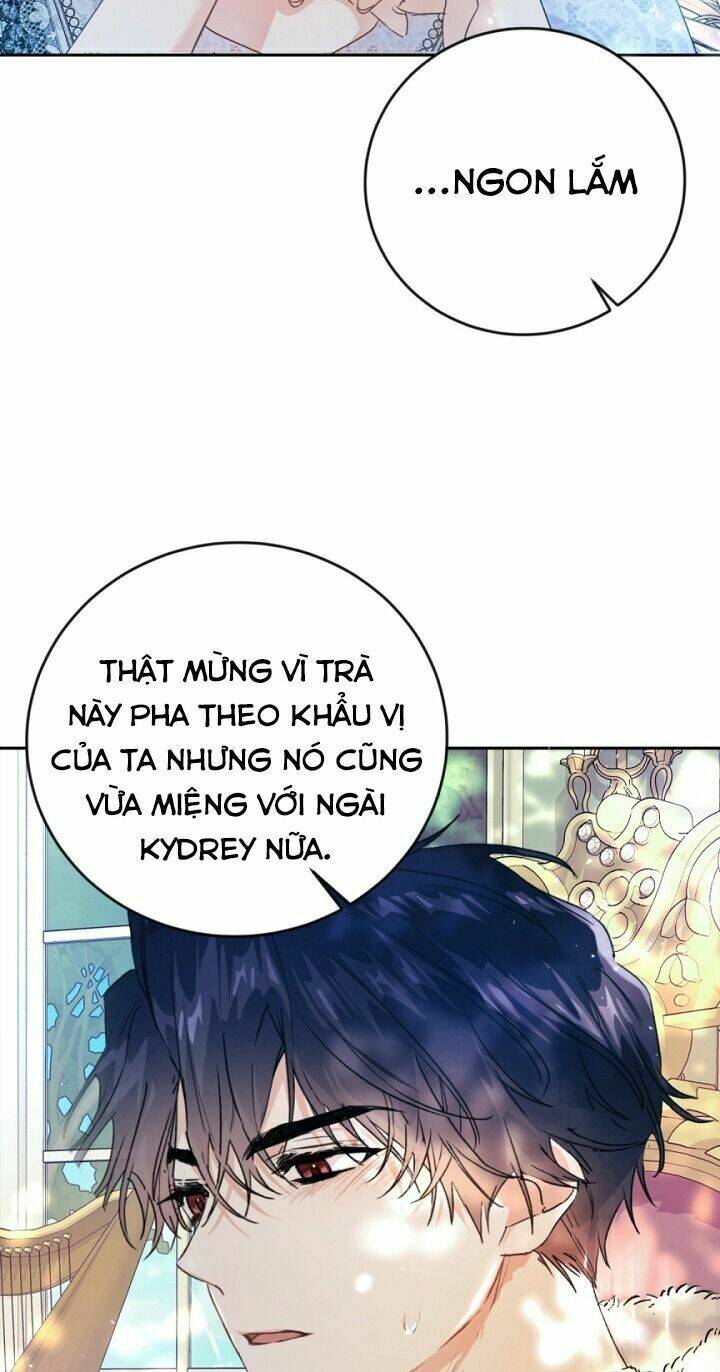 ...NGON LẮM
THẬT MỪNG VÌ TRÀ
NÀY PHA THEO KHẨU VỊ
CỦA TA NHƯNG NÓ CŨNG
VỪA MIỆNG VỚI NGÀI
KYDREY NỮA.